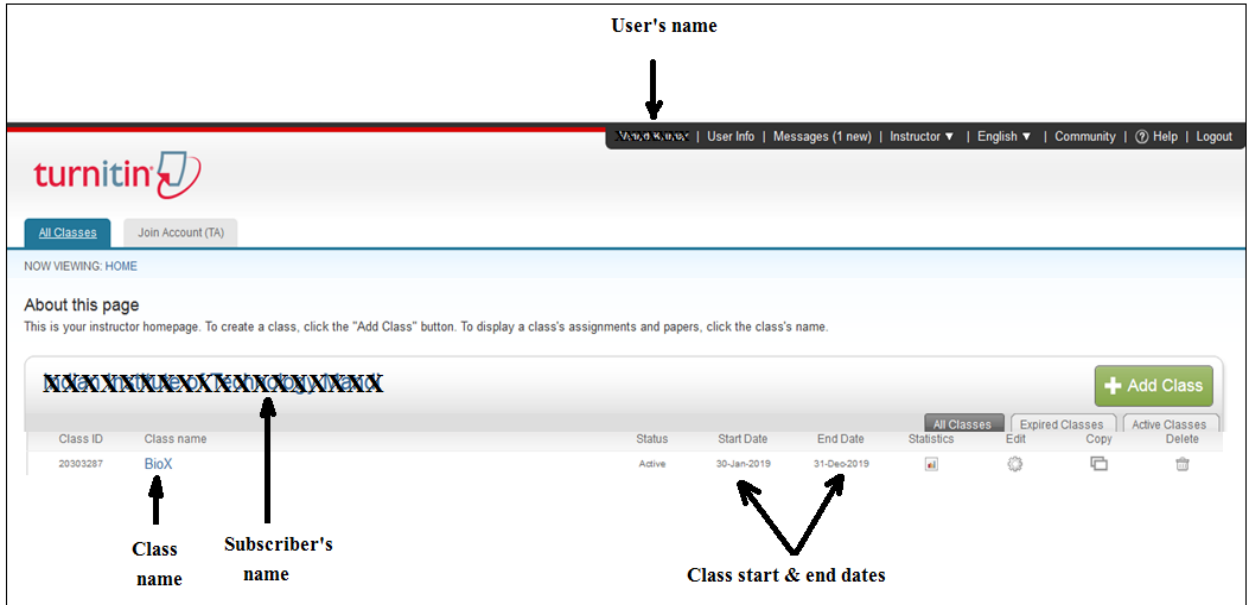 User's name
| User Info | Messages (1 new) | Instructor ▼ | English ▼ | Community | ? Help | Logout
turnitin
All Classes Join Account (TA)
NOW VIEWING: HOME
About this page
This is your instructor homepage. To create a class, click the "Add Class" button. To display a class's assignments and papers, click the class's name.
+ Add Class
All Classes Expired Classes Active Classes
Class ID Class name Status Start Date End Date Statistics Edit Copy Delete
20303287 BioX Active 30-Jan-2019 31-Dec-2019
Class name
Subscriber's name
Class start & end dates